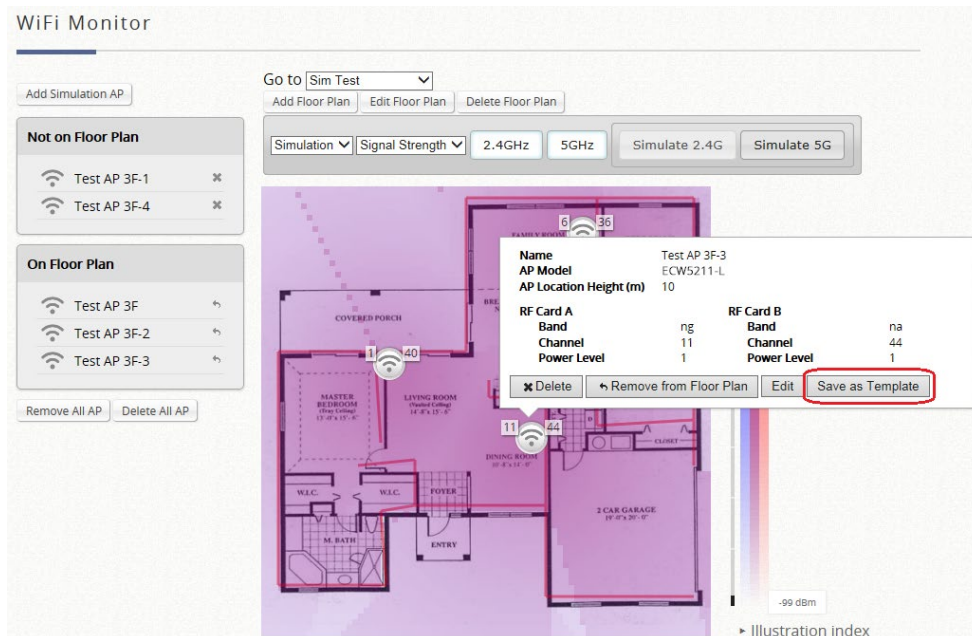 WiFi Monitor
Add Simulation AP
Go to Sim Test
Add Floor Plan Edit Floor Plan Delete Floor Plan
Simulation Signal Strength 2.4GHz 5GHz Simulate 2.4G Simulate 5G
Not on Floor Plan
Test AP 3F-1
Test AP 3F-4
On Floor Plan
Test AP 3F
Test AP 3F-2
Test AP 3F-3
Remove All AP Delete All AP
6 36
FAMILY ROOM
Name Test AP 3F-3
AP Model ECW5211-L
AP Location Height (m) 10
RF Card A RF Card B
Band ng Band na
Channel 11 Channel 44
Power Level 1 Power Level 1
Delete Remove from Floor Plan Edit Save as Template
COVERED PORCH
1 40
MASTER
BEDROOM
(Tray Ceiling)
LIVING ROOM
(Vaulted Ceiling)
11 44
CLOSET
DINING ROOM
W.I.C. W.I.C. FOYER
2 CAR GARAGE
M. BATH ENTRY
-99 dBm
Illustration index